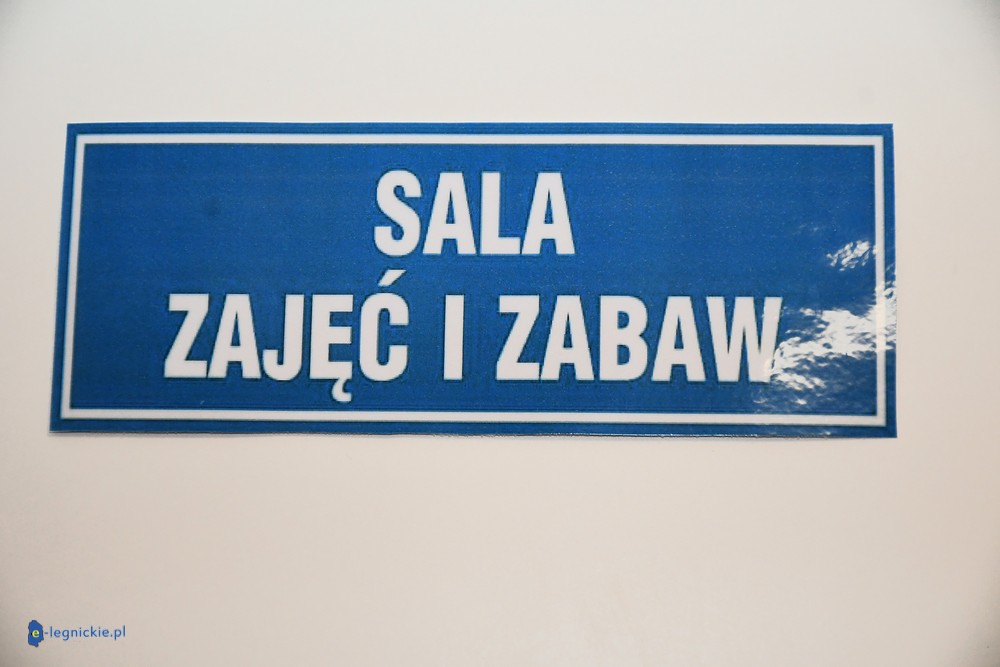 SALA
ZAJĘĆ I ZABAW
e-legnickie.pl